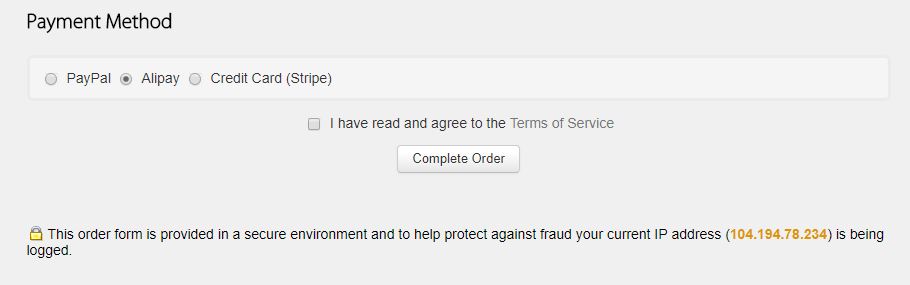 Payment Method
PayPal Alipay Credit Card (Stripe)
I have read and agree to the Terms of Service
Complete Order
This order form is provided in a secure environment and to help protect against fraud your current IP address (104.194.78.234) is being
logged.